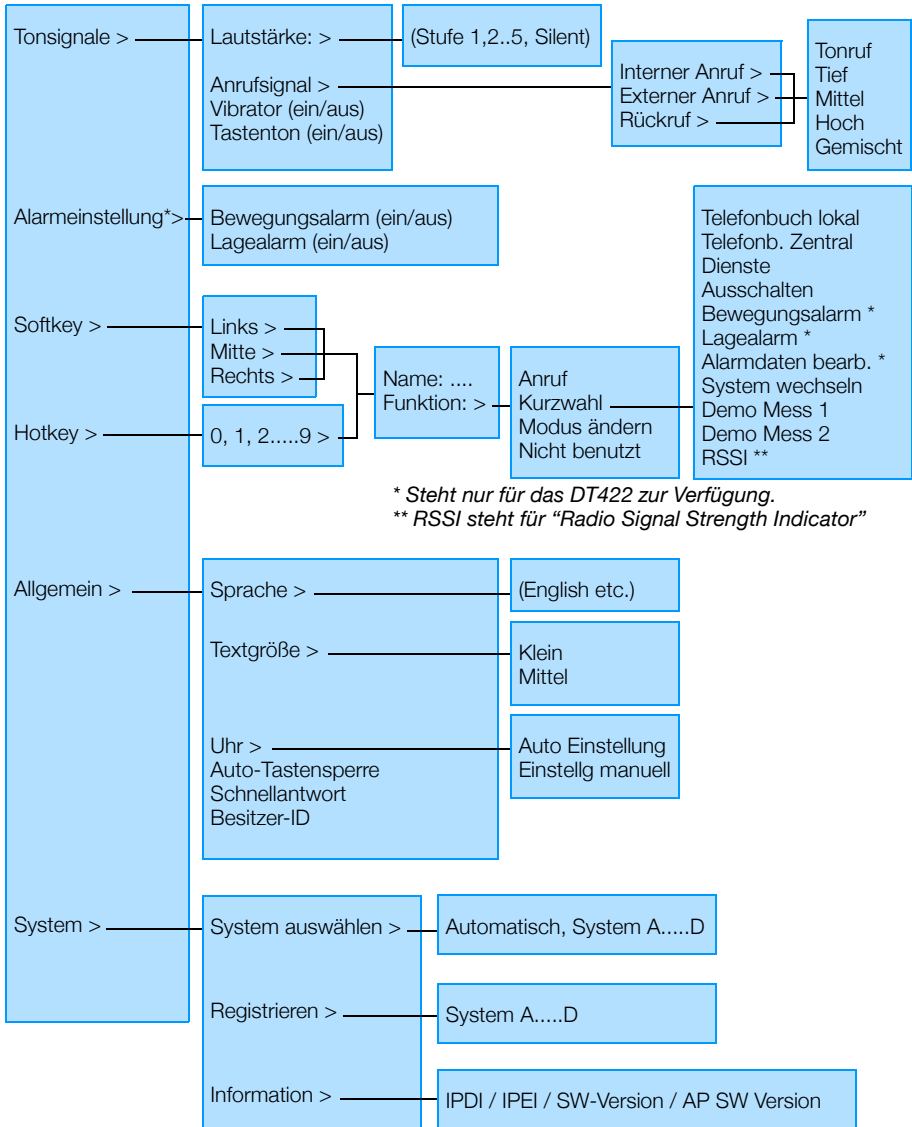 Tonsignale >
Lautstärke: >
(Stufe 1,2..5, Silent)
Anrufsignal >
Vibrator (ein/aus)
Tastenton (ein/aus)
Interner Anruf >
Externer Anruf >
Rückruf >
Tonruf
Tief
Mittel
Hoch
Gemischt
Alarmeinstellung*>
Bewegungsalarm (ein/aus)
Lagealarm (ein/aus)
Softkey >
Links >
Mitte >
Rechts >
Hotkey >
0, 1, 2.....9 >
Name: ....
Funktion: >
Anruf
Kurzwahl
Modus ändern
Nicht benutzt
Telefonbuch lokal
Telefonb. Zentral
Dienste
Ausschalten
Bewegungsalarm *
Lagealarm *
Alarmdaten bearb. *
System wechseln
Demo Mess 1
Demo Mess 2
RSSI **
* Steht nur für das DT422 zur Verfügung.
** RSSI steht für “Radio Signal Strength Indicator”
Allgemein >
Sprache >
(English etc.)
Textgröße >
Klein
Mittel
Uhr >
Auto-Tastensperre
Schnellantwort
Besitzer-ID
Auto Einstellung
Einstellg manuell
System >
System auswählen >
Automatisch, System A.....D
Registrieren >
System A.....D
Information >
IPDI / IPEI / SW-Version / AP SW Version